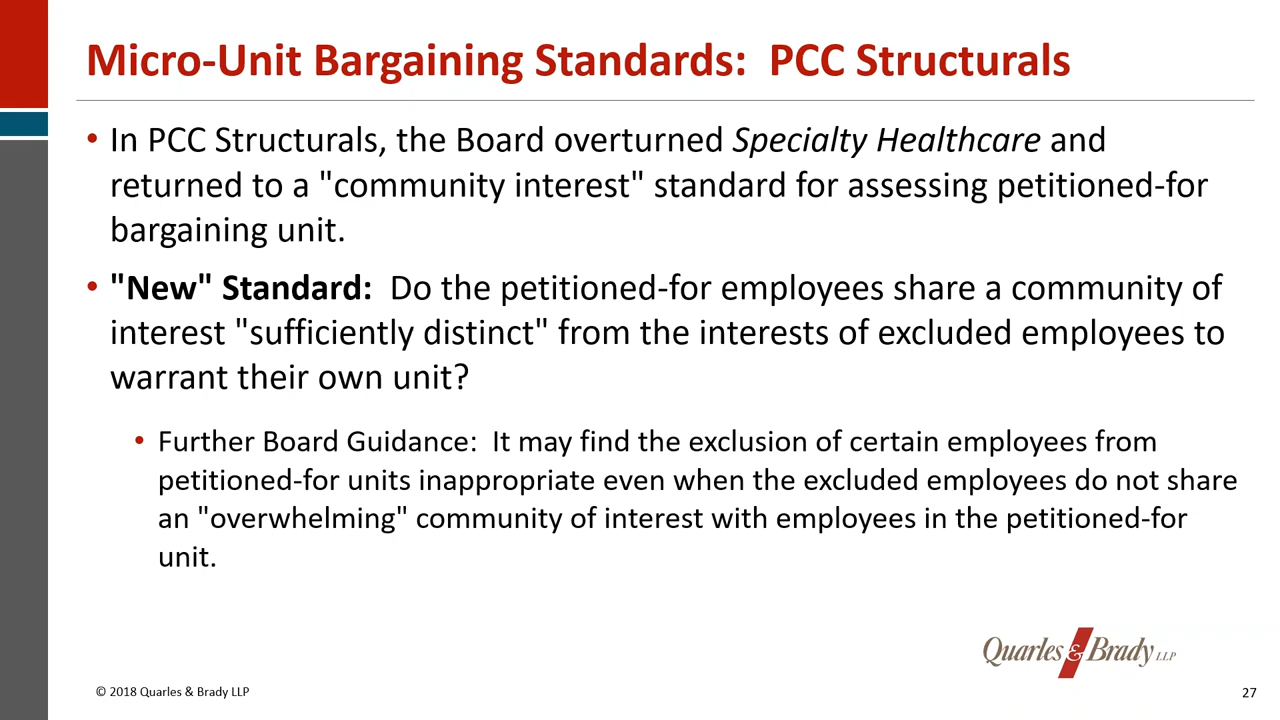 Micro-Unit Bargaining Standards:  PCC Structurals
• In PCC Structurals, the Board overturned Specialty Healthcare and
returned to a "community interest" standard for assessing petitioned-for
bargaining unit.
• "New" Standard:  Do the petitioned-for employees share a community of
interest "sufficiently distinct" from the interests of excluded employees to
warrant their own unit?
• Further Board Guidance:  It may find the exclusion of certain employees from
petitioned-for units inappropriate even when the excluded employees do not share
an "overwhelming" community of interest with employees in the petitioned-for
unit.
Quarles & Brady LLP
© 2018 Quarles & Brady LLP
27